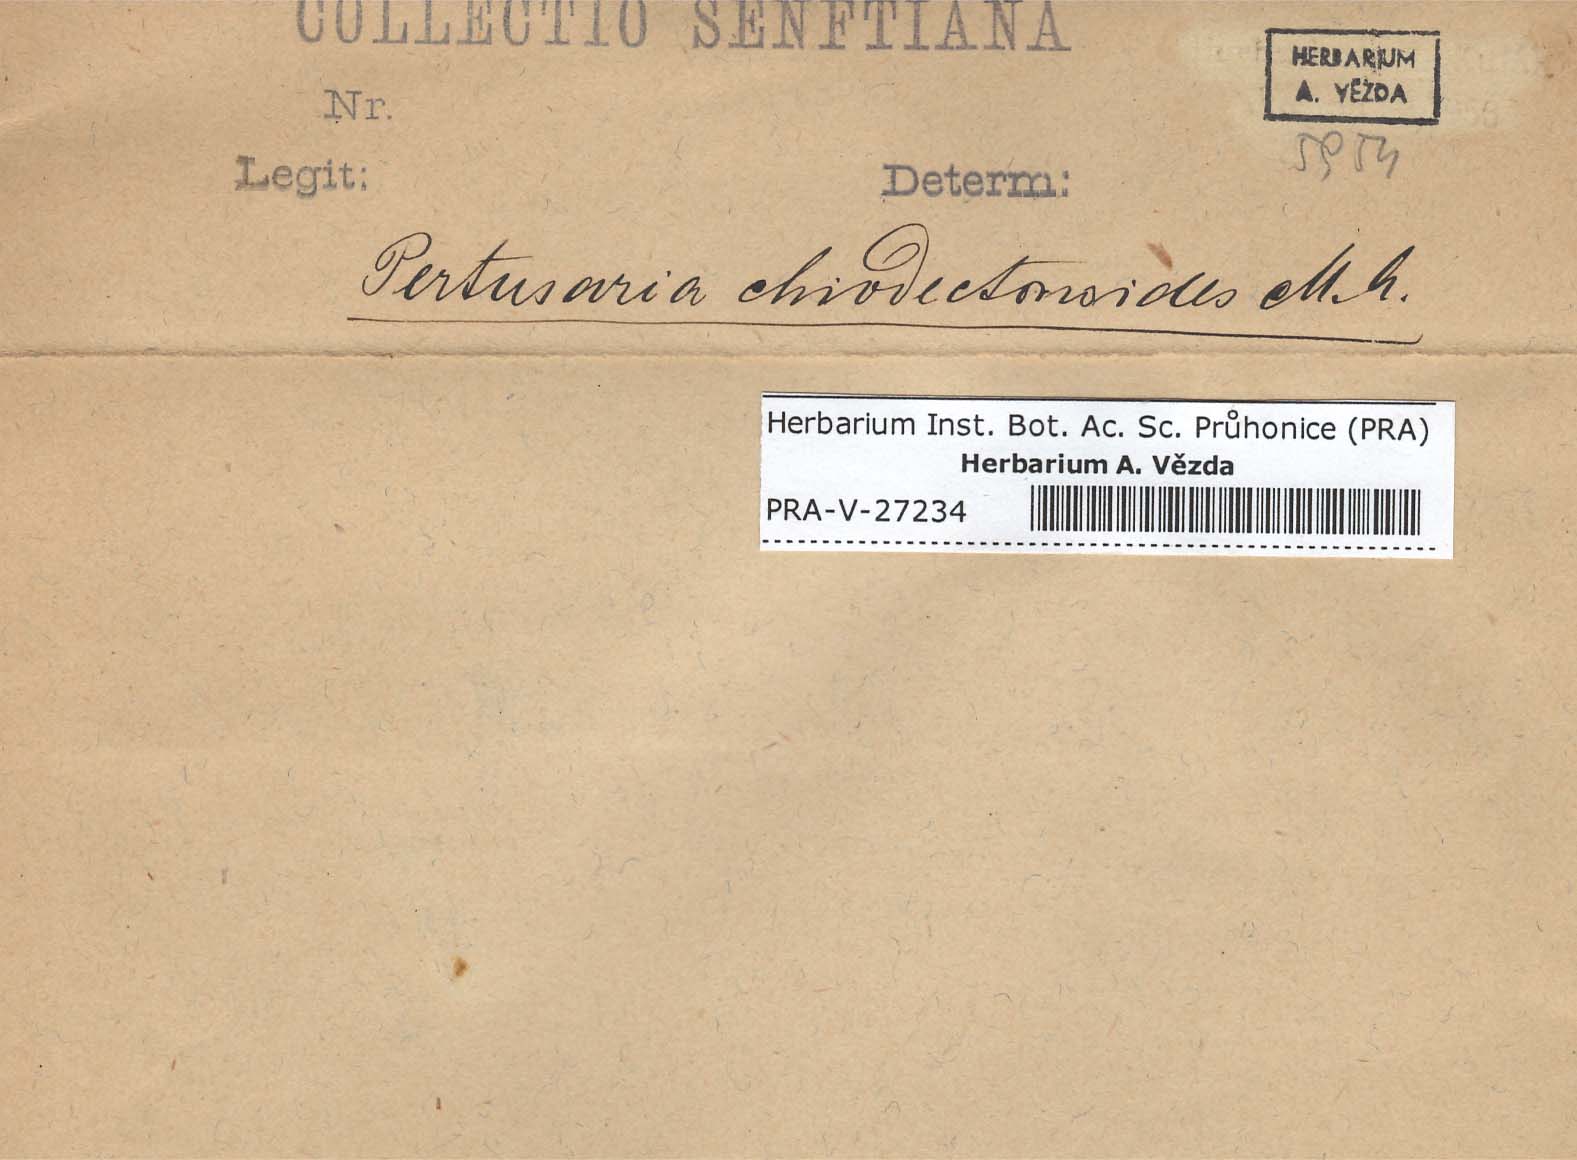 COLLECTIO SENFTIANA
HERBARIUM
A. VĚZDA
Nr.
5954
Legit:
Determ:
Pertusaria chiodectonoides
Herbarium Inst. Bot. Ac. Sc. Průhonice (PRA)
Herbarium A. Vězda
PRA-V-27234